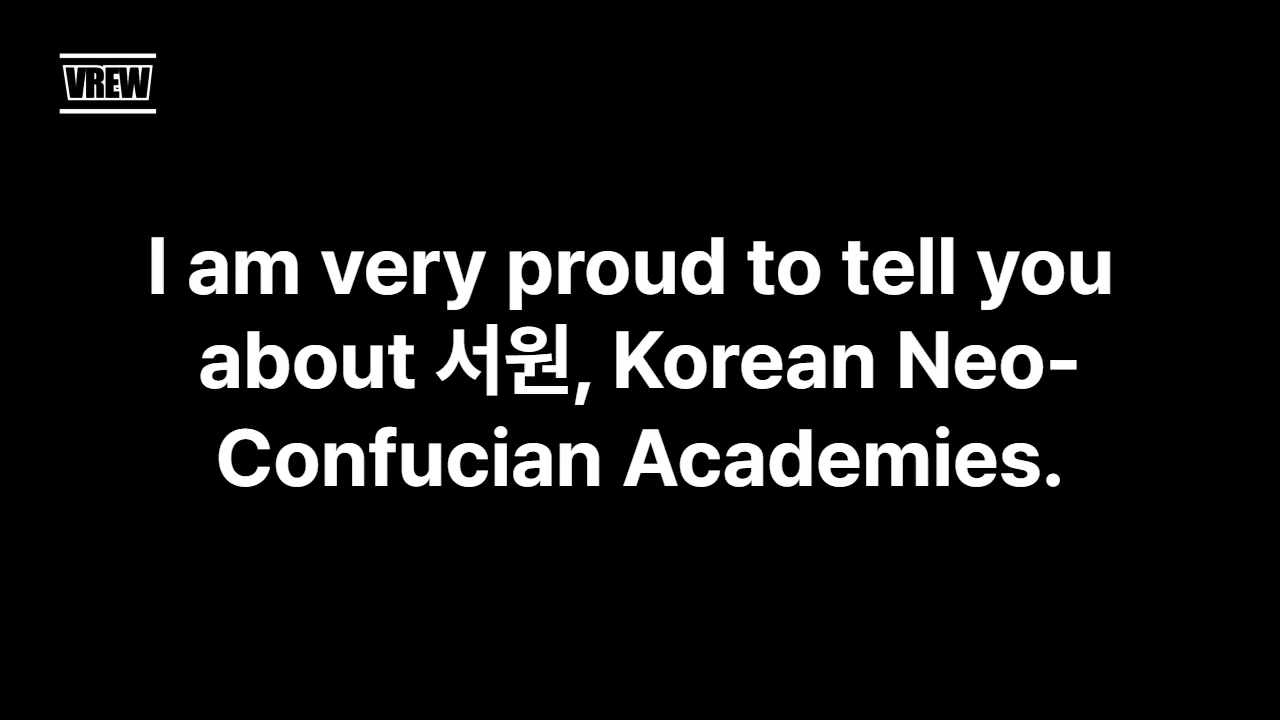 VREW
I am very proud to tell you
about 서원, Korean Neo-
Confucian Academies.